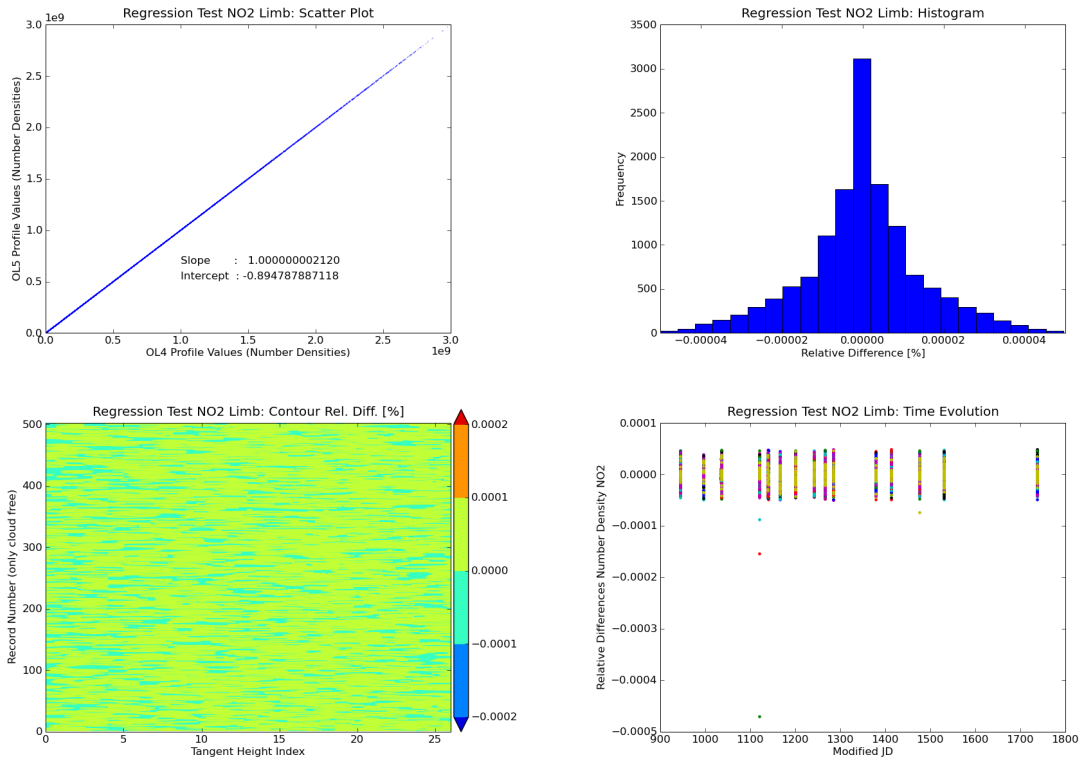 Regression Test NO2 Limb: Scatter Plot
1e9
3.0
2.5
2.0
1.5
1.0
0.5
0.0
OL5 Profile Values (Number Densities)
Slope : 1.000000002120
Intercept : -0.894787887118
0.0 0.5 1.0 1.5 2.0 2.5 3.0
OL4 Profile Values (Number Densities)
1e9
Regression Test NO2 Limb: Histogram
3500
3000
2500
2000
1500
1000
500
0
Frequency
−0.00004 −0.00002 0.00000 0.00002 0.00004
Relative Difference [%]
Regression Test NO2 Limb: Contour Rel. Diff. [%]
500
400
300
200
100
0
Record Number (only cloud free)
0 5 10 15 20 25
Tangent Height Index
0.0002
0.0001
0.0000
−0.0001
−0.0002
Regression Test NO2 Limb: Time Evolution
0.0001
0.0000
−0.0001
−0.0002
−0.0003
−0.0004
−0.0005
Relative Differences Number Density NO2
900 1000 1100 1200 1300 1400 1500 1600 1700 1800
Modified JD